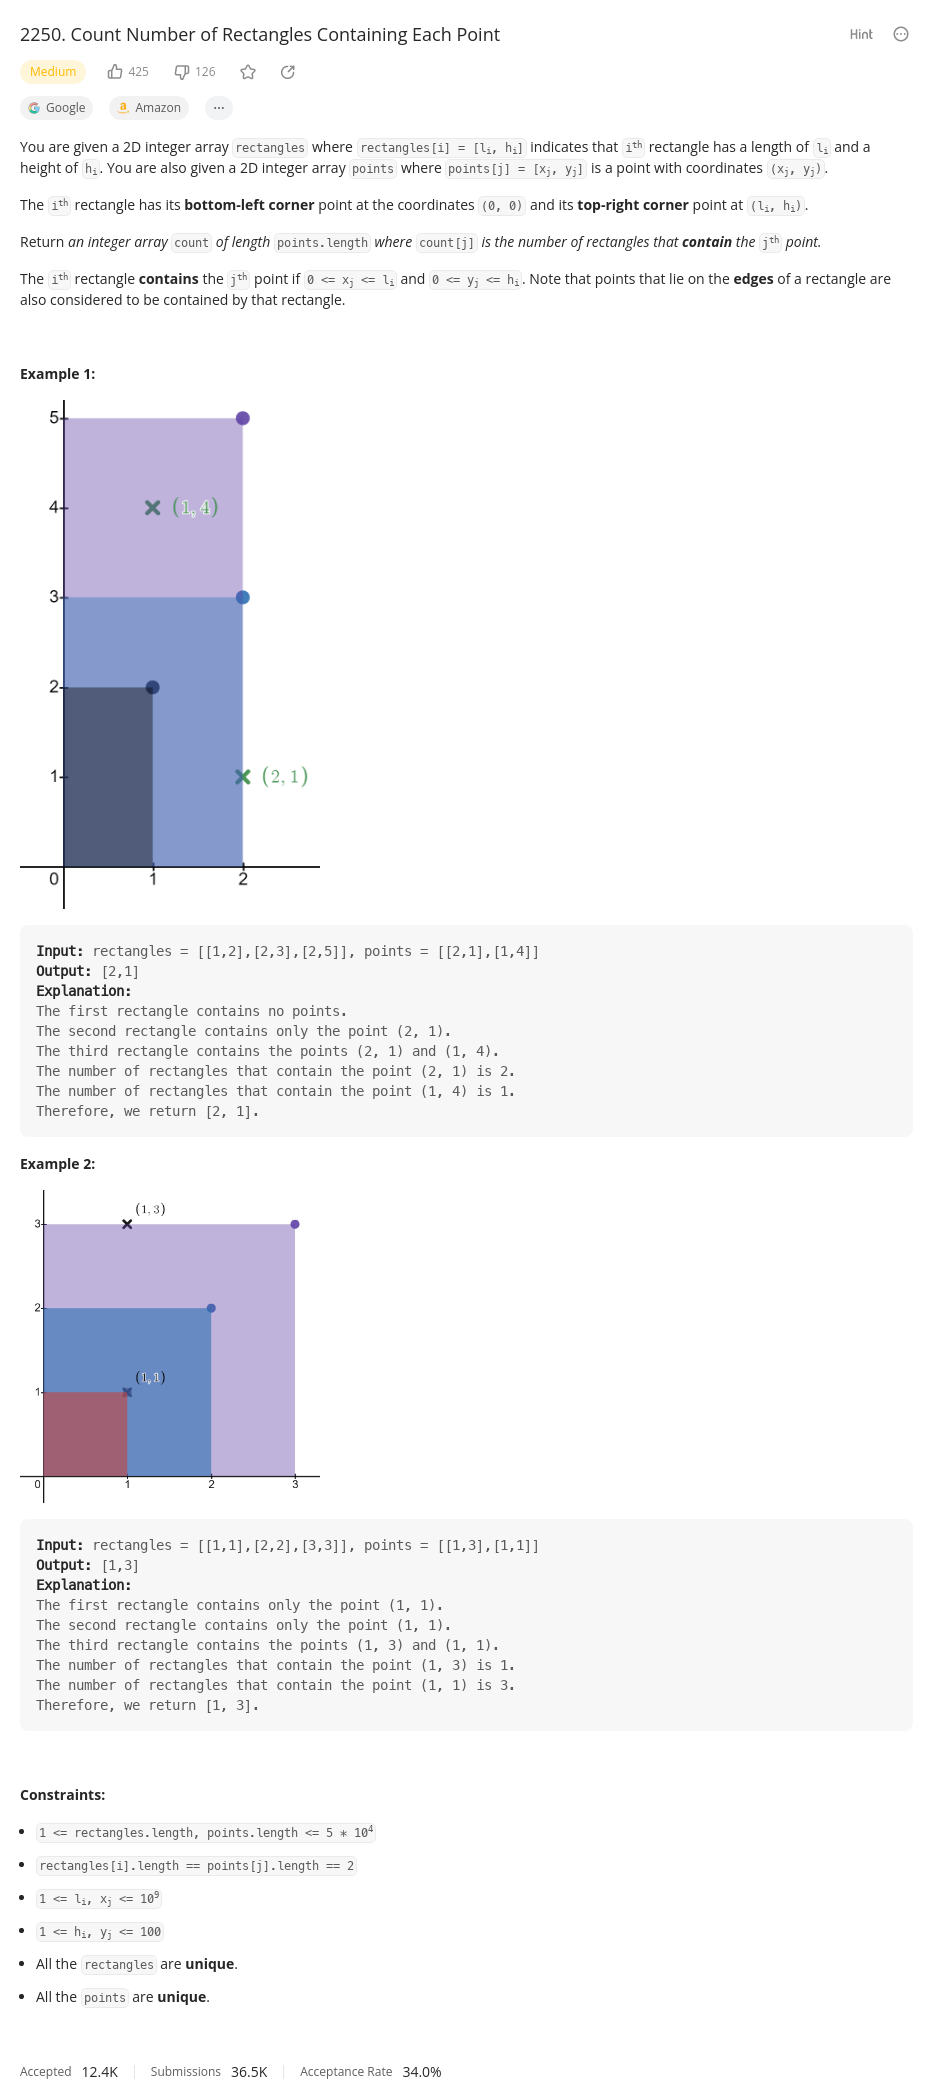 2250. Count Number of Rectangles Containing Each Point
Hint
Medium 425 126
Google Amazon ...
You are given a 2D integer array rectangles where rectangles[i] = [lᵢ, hᵢ] indicates that iᵗʰ rectangle has a length of lᵢ and a
height of hᵢ. You are also given a 2D integer array points where points[j] = [xⱼ, yⱼ] is a point with coordinates (xⱼ, yⱼ).
The iᵗʰ rectangle has its bottom-left corner point at the coordinates (0, 0) and its top-right corner point at (lᵢ, hᵢ).
Return an integer array count of length points.length where count[j] is the number of rectangles that contain the jᵗʰ point.
The iᵗʰ rectangle contains the jᵗʰ point if 0 <= xⱼ <= lᵢ and 0 <= yⱼ <= hᵢ. Note that points that lie on the edges of a rectangle are
also considered to be contained by that rectangle.
Example 1:
5
4
(1, 4)
3
2
1
(2, 1)
0 1 2
Input: rectangles = [[1,2],[2,3],[2,5]], points = [[2,1],[1,4]]
Output: [2,1]
Explanation:
The first rectangle contains no points.
The second rectangle contains only the point (2, 1).
The third rectangle contains the points (2, 1) and (1, 4).
The number of rectangles that contain the point (2, 1) is 2.
The number of rectangles that contain the point (1, 4) is 1.
Therefore, we return [2, 1].
Example 2:
(1, 3)
3
2
(1, 1)
1
0 1 2 3
Input: rectangles = [[1,1],[2,2],[3,3]], points = [[1,3],[1,1]]
Output: [1,3]
Explanation:
The first rectangle contains only the point (1, 1).
The second rectangle contains only the point (1, 1).
The third rectangle contains the points (1, 3) and (1, 1).
The number of rectangles that contain the point (1, 3) is 1.
The number of rectangles that contain the point (1, 1) is 3.
Therefore, we return [1, 3].
Constraints:
• 1 <= rectangles.length, points.length <= 5 * 10⁴
• rectangles[i].length == points[j].length == 2
• 1 <= lᵢ, xⱼ <= 10⁹
• 1 <= hᵢ, yⱼ <= 100
• All the rectangles are unique.
• All the points are unique.
Accepted 12.4K Submissions 36.5K Acceptance Rate 34.0%